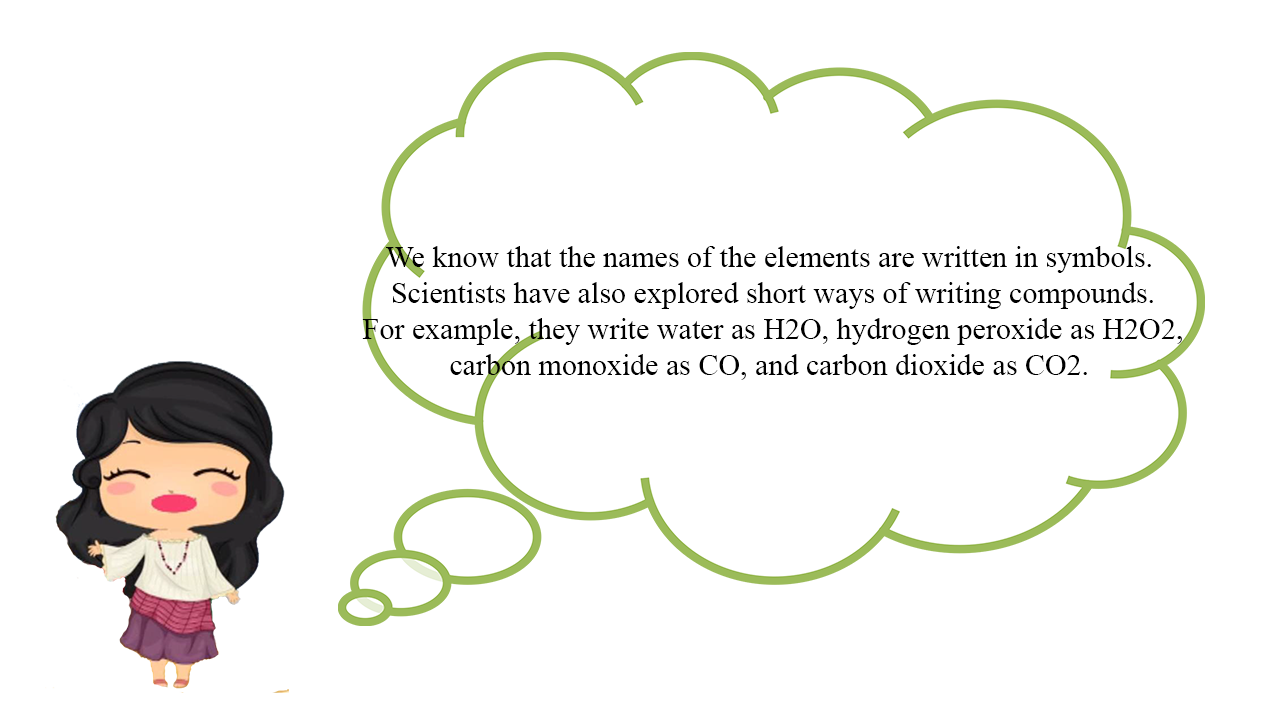 We know that the names of the elements are written in symbols.
Scientists have also explored short ways of writing compounds.
For example, they write water as H2O, hydrogen peroxide as H2O2,
carbon monoxide as CO, and carbon dioxide as CO2.